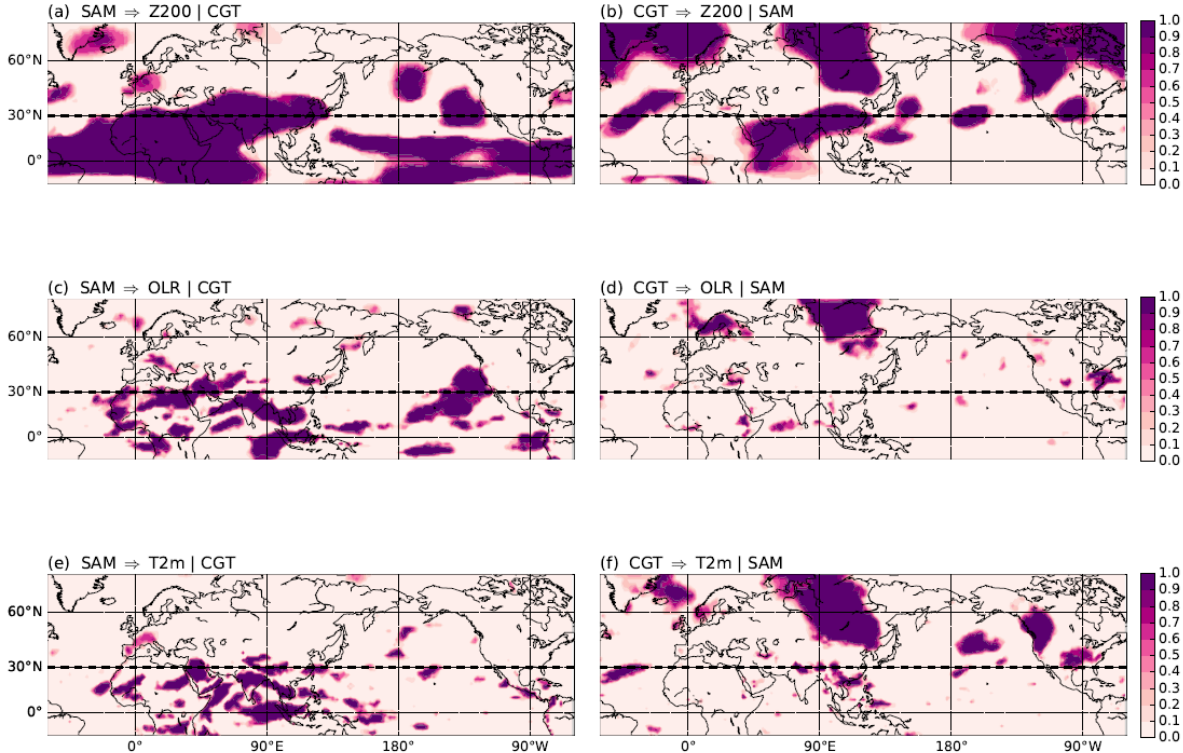 (a) SAM ⇒ Z200 | CGT
(b) CGT ⇒ Z200 | SAM
60°N
30°N
0°
1.0
0.9
0.8
0.7
0.6
0.5
0.4
0.3
0.2
0.1
0.0
(c) SAM ⇒ OLR | CGT
(d) CGT ⇒ OLR | SAM
60°N
30°N
0°
1.0
0.9
0.8
0.7
0.6
0.5
0.4
0.3
0.2
0.1
0.0
(e) SAM ⇒ T2m | CGT
(f) CGT ⇒ T2m | SAM
60°N
30°N
0°
1.0
0.9
0.8
0.7
0.6
0.5
0.4
0.3
0.2
0.1
0.0
0° 90°E 180° 90°W
0° 90°E 180° 90°W